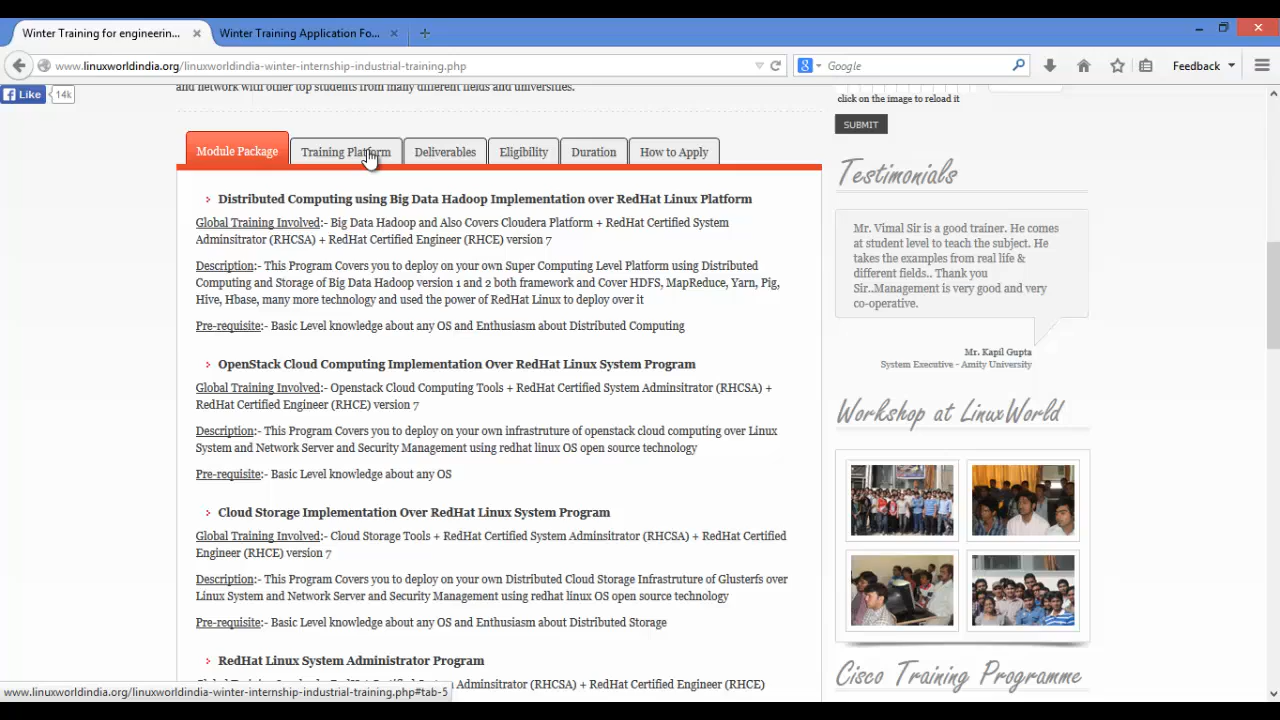 Winter Training for engineerin...
Winter Training Application Fo...
www.linuxworldindia.org/linuxworldindia-winter-internship-industrial-training.php
Google
Feedback
Like
14k
and network with other top students from many different fields and universities.
click on the image to reload it
SUBMIT
Module Package
Training Platform
Deliverables
Eligibility
Duration
How to Apply
Distributed Computing using Big Data Hadoop Implementation over RedHat Linux Platform
Global Training Involved:- Big Data Hadoop and Also Covers Cloudera Platform + RedHat Certified System
Adminsitrator (RHCSA) + RedHat Certified Engineer (RHCE) version 7
Description:- This Program Covers you to deploy on your own Super Computing Level Platform using Distributed
Computing and Storage of Big Data Hadoop version 1 and 2 both framework and Cover HDFS, MapReduce, Yarn, Pig,
Hive, Hbase, many more technology and used the power of RedHat Linux to deploy over it
Pre-requisite:- Basic Level knowledge about any OS and Enthusiasm about Distributed Computing
OpenStack Cloud Computing Implementation Over RedHat Linux System Program
Global Training Involved:- Openstack Cloud Computing Tools + RedHat Certified System Adminsitrator (RHCSA) +
RedHat Certified Engineer (RHCE) version 7
Description:- This Program Covers you to deploy on your own infrastruture of openstack cloud computing over Linux
System and Network Server and Security Management using redhat linux OS open source technology
Pre-requisite:- Basic Level knowledge about any OS
Cloud Storage Implementation Over RedHat Linux System Program
Global Training Involved:- Cloud Storage Tools + RedHat Certified System Adminsitrator (RHCSA) + RedHat Certified
Engineer (RHCE) version 7
Description:- This Program Covers you to deploy on your own Distributed Cloud Storage Infrastruture of Glusterfs over
Linux System and Network Server and Security Management using redhat linux OS open source technology
Pre-requisite:- Basic Level knowledge about any OS and Enthusiasm about Distributed Storage
RedHat Linux System Administrator Program
Adminsitrator (RHCSA) + RedHat Certified Engineer (RHCE)
www.linuxworldindia.org/linuxworldindia-winter-internship-industrial-training.php#tab-5
Testimonials
Mr. Vimal Sir is a good trainer. He comes
at student level to teach the subject. He
takes the examples from real life &
different fields.. Thank you
Sir..Management is very good and very
co-operative.
Mr. Kapil Gupta
System Executive - Amity University
Workshop at LinuxWorld
Cisco Training Programme